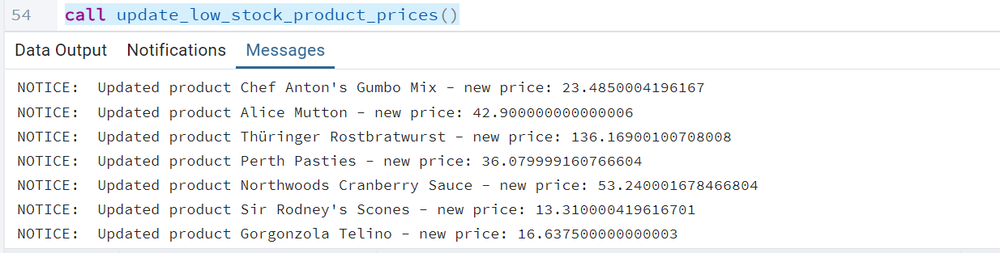 54 call update_low_stock_product_prices()
Data Output Notifications Messages
NOTICE: Updated product Chef Anton's Gumbo Mix - new price: 23.4850004196167
NOTICE: Updated product Alice Mutton - new price: 42.900000000000006
NOTICE: Updated product Thüringer Rostbratwurst - new price: 136.16900100708008
NOTICE: Updated product Perth Pasties - new price: 36.079999160766604
NOTICE: Updated product Northwoods Cranberry Sauce - new price: 53.240001678466804
NOTICE: Updated product Sir Rodney's Scones - new price: 13.310000419616701
NOTICE: Updated product Gorgonzola Telino - new price: 16.637500000000003